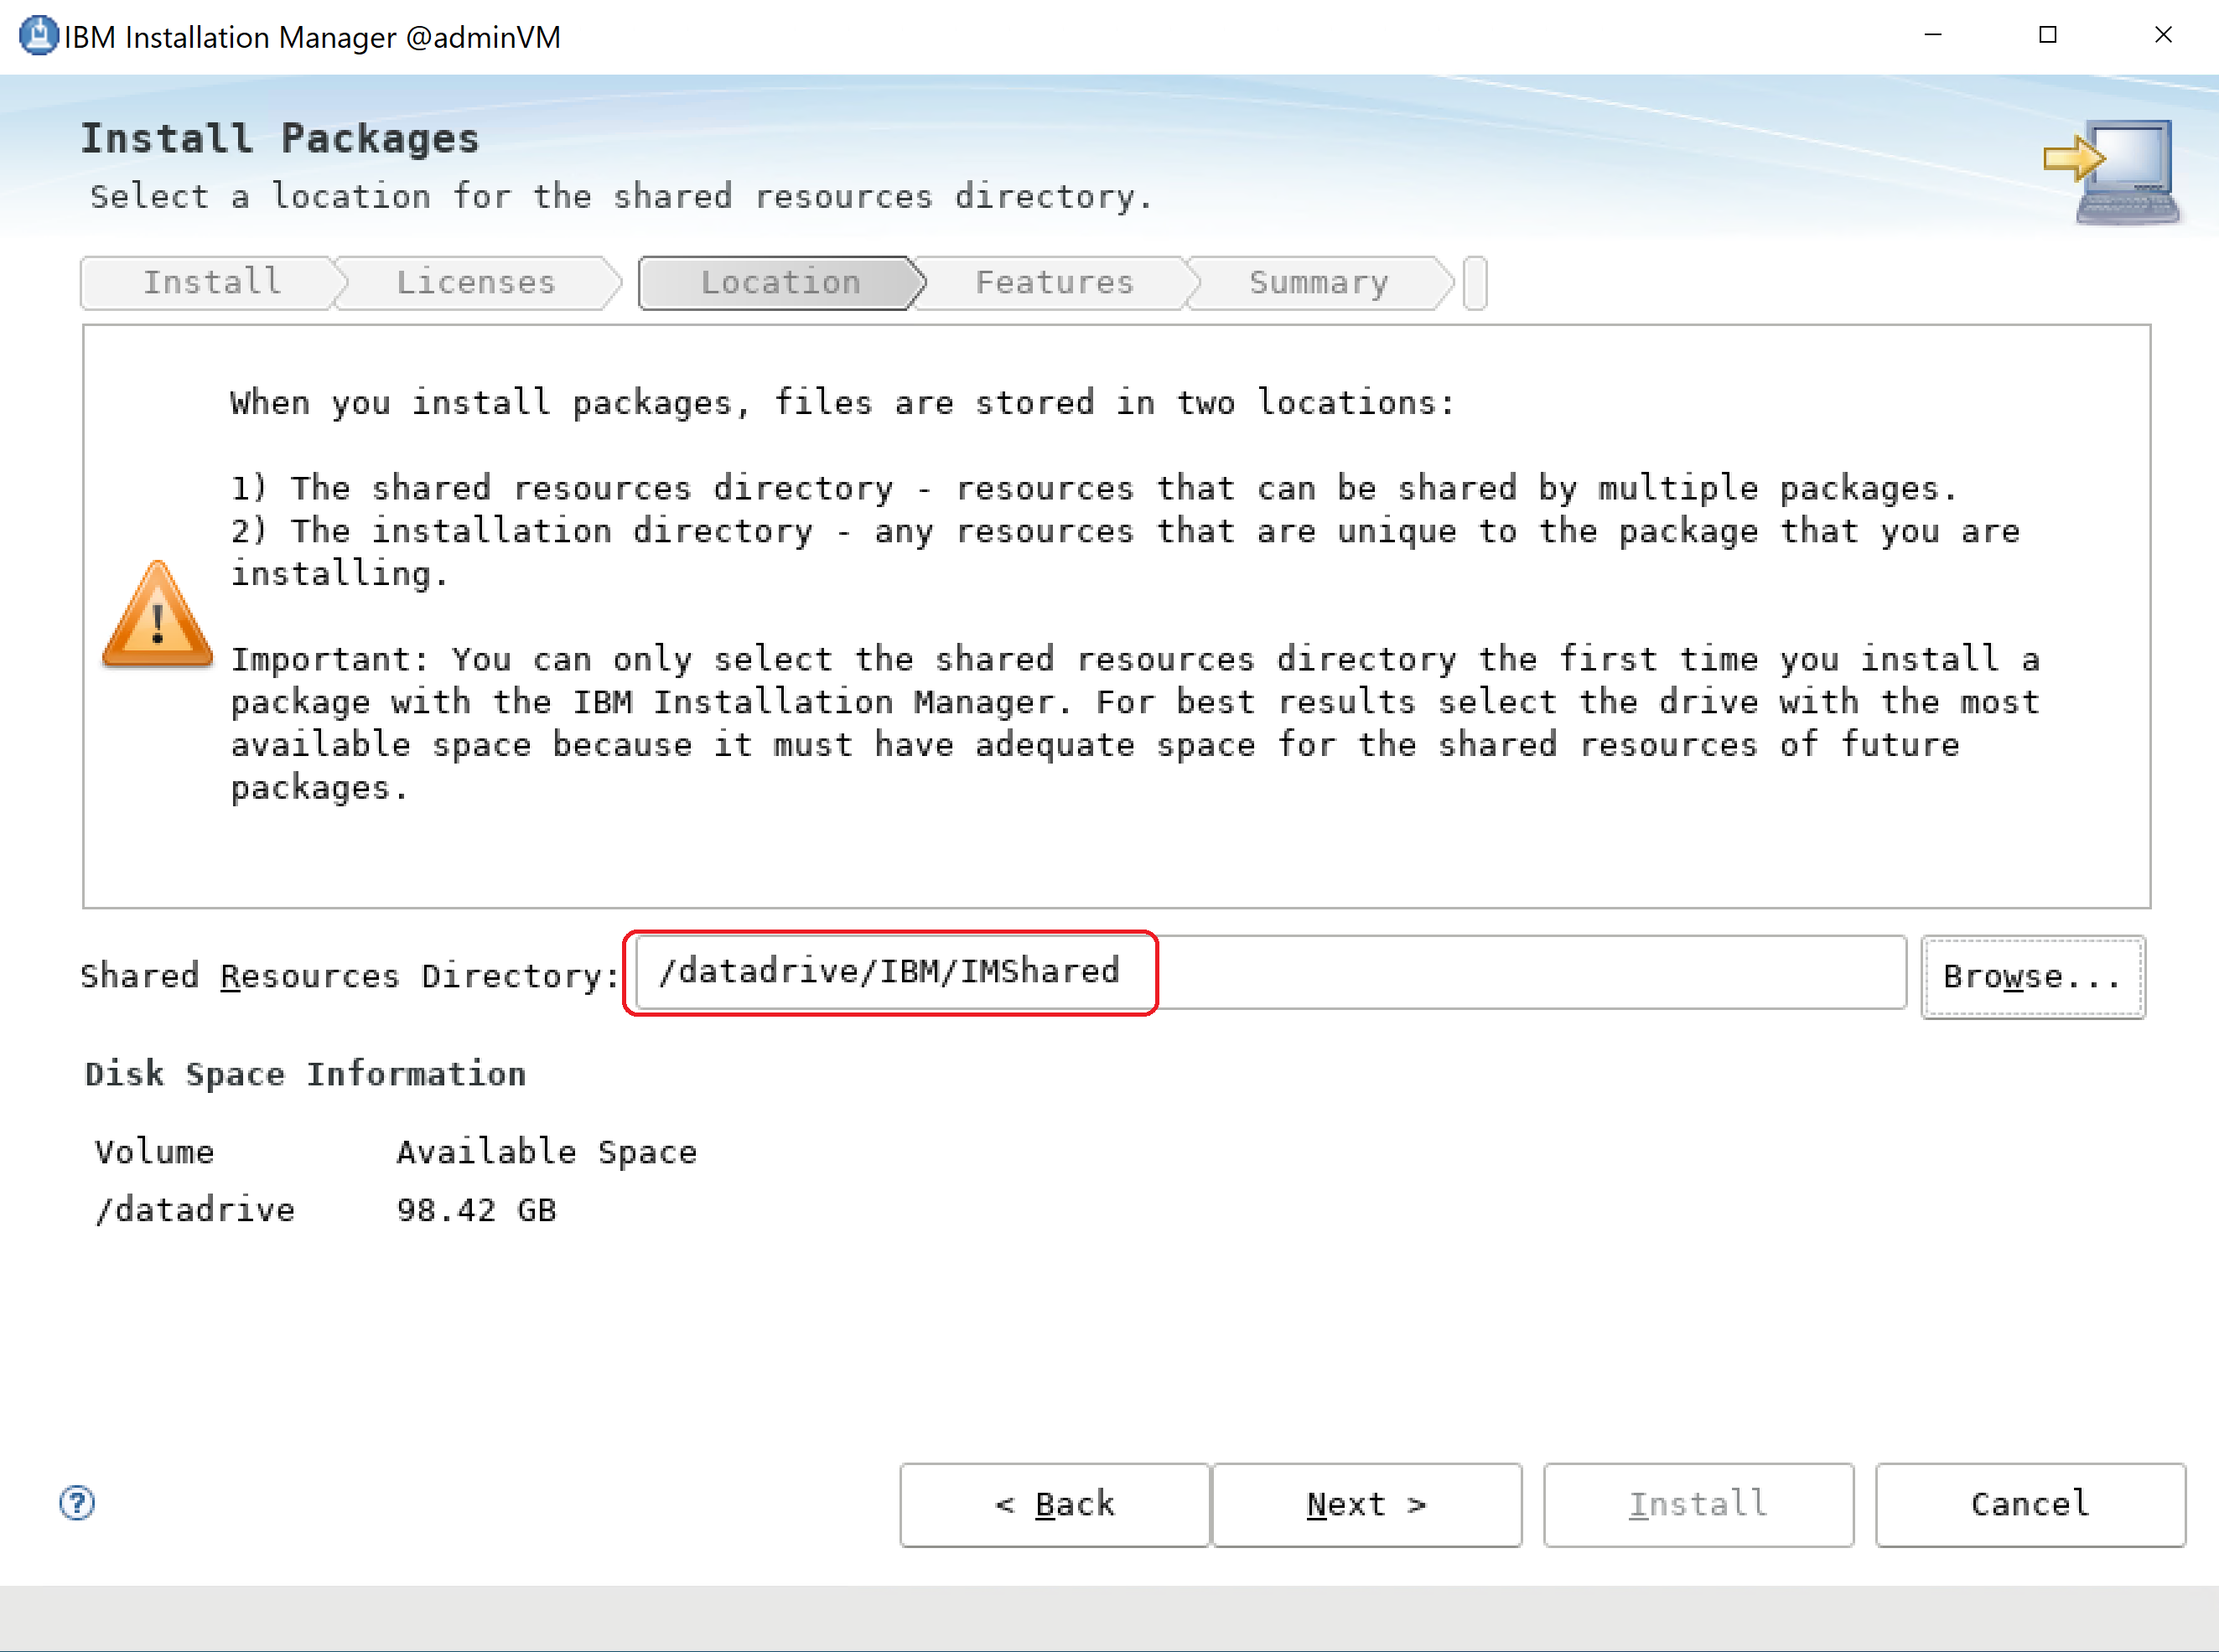 IBM Installation Manager @adminVM
Install Packages
Select a location for the shared resources directory.
Install
Licenses
Location
Features
Summary
When you install packages, files are stored in two locations:
1) The shared resources directory - resources that can be shared by multiple packages.
2) The installation directory - any resources that are unique to the package that you are
installing.
Important: You can only select the shared resources directory the first time you install a
package with the IBM Installation Manager. For best results select the drive with the most
available space because it must have adequate space for the shared resources of future
packages.
Shared Resources Directory: /datadrive/IBM/IMShared Browse...
Disk Space Information
Volume Available Space
/datadrive 98.42 GB
? < Back Next > Install Cancel